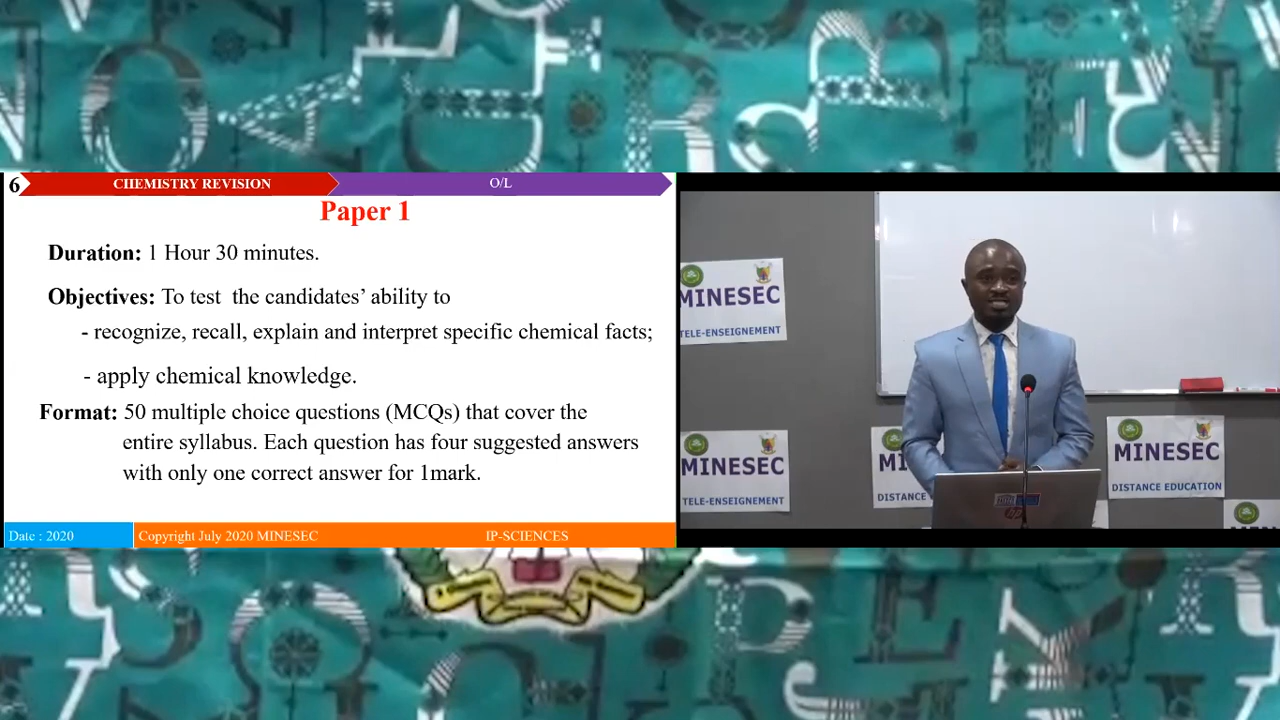 6
CHEMISTRY REVISION
O/L
Paper 1
Duration: 1 Hour 30 minutes.
Objectives: To test the candidates' ability to
- recognize, recall, explain and interpret specific chemical facts;
- apply chemical knowledge.
Format: 50 multiple choice questions (MCQs) that cover the
entire syllabus. Each question has four suggested answers
with only one correct answer for 1mark.
Date : 2020
Copyright July 2020 MINESEC
IP-SCIENCES
MINESEC
TELE-ENSEIGNEMENT
MINESEC
TELE-ENSEIGNEMENT
DISTANCE
MINESEC
DISTANCE EDUCATION